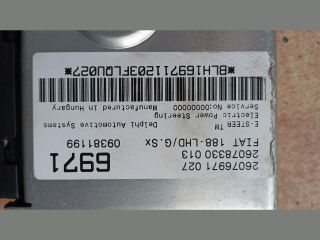 26076971 027
26078330 013
6971
FIAT 188-LHD/G.Sx
09381199
E-STEER TM
Delphi Automotive Systems
Electric Power Steering
Manufactured in Hungary
Service No:00000000
*BLH169711203FLQU027*